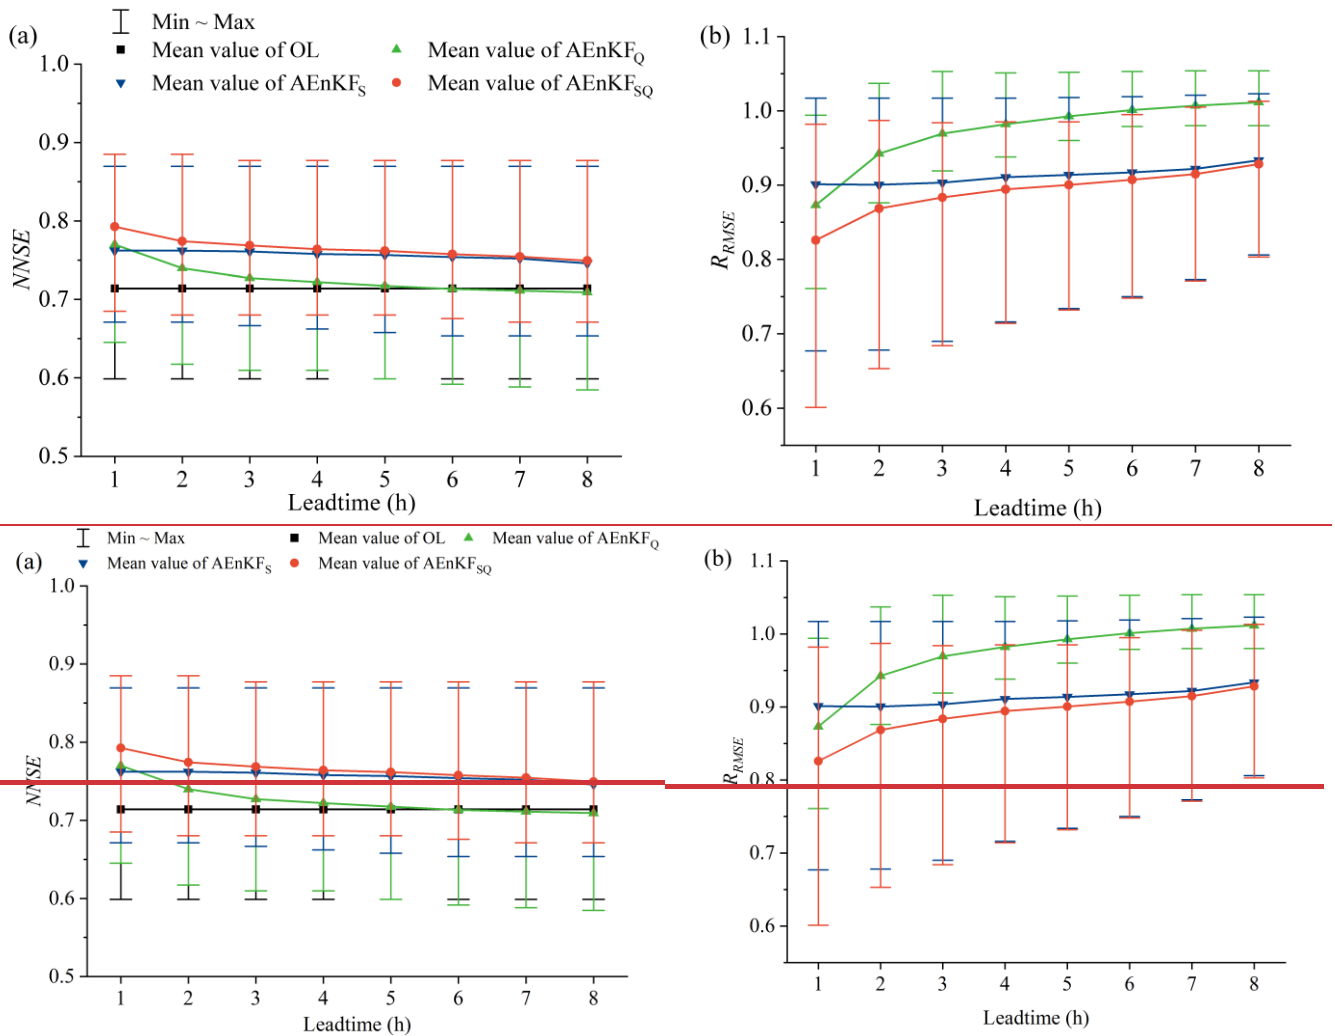 (a)
Min ~ Max
Mean value of OL
Mean value of AEnKFQ
Mean value of AEnKFS
Mean value of AEnKFSQ
1.0
0.9
0.8
0.7
0.6
0.5
NNSE
1 2 3 4 5 6 7 8
Leadtime (h)
(b)
1.1
1.0
0.9
0.8
0.7
0.6
RRMSE
1 2 3 4 5 6 7 8
Leadtime (h)
(a)
Min ~ Max
Mean value of OL
Mean value of AEnKFQ
Mean value of AEnKFS
Mean value of AEnKFSQ
1.0
0.9
0.8
0.7
0.6
0.5
NNSE
1 2 3 4 5 6 7 8
Leadtime (h)
(b)
1.1
1.0
0.9
0.8
0.7
0.6
RRMSE
1 2 3 4 5 6 7 8
Leadtime (h)